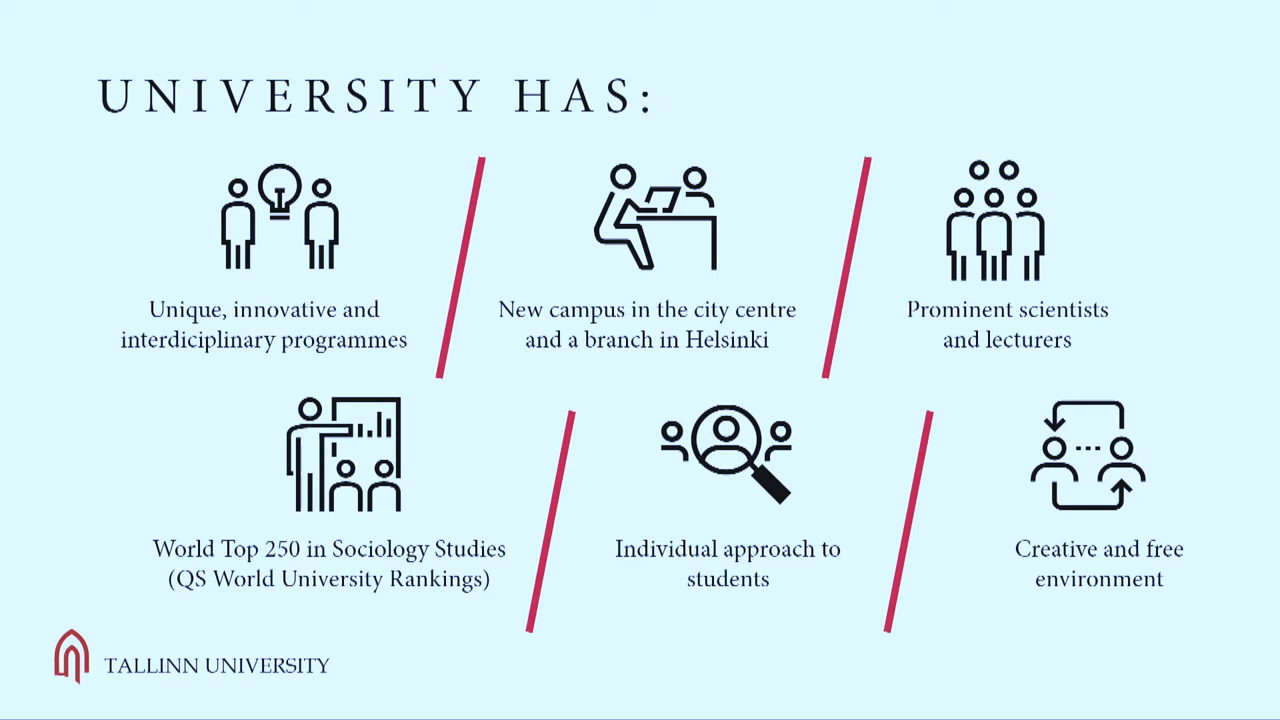 UNIVERSITY HAS:
Unique, innovative and
interdiciplinary programmes
New campus in the city centre
and a branch in Helsinki
Prominent scientists
and lecturers
World Top 250 in Sociology Studies
(QS World University Rankings)
Individual approach to
students
Creative and free
environment
TALLINN UNIVERSITY